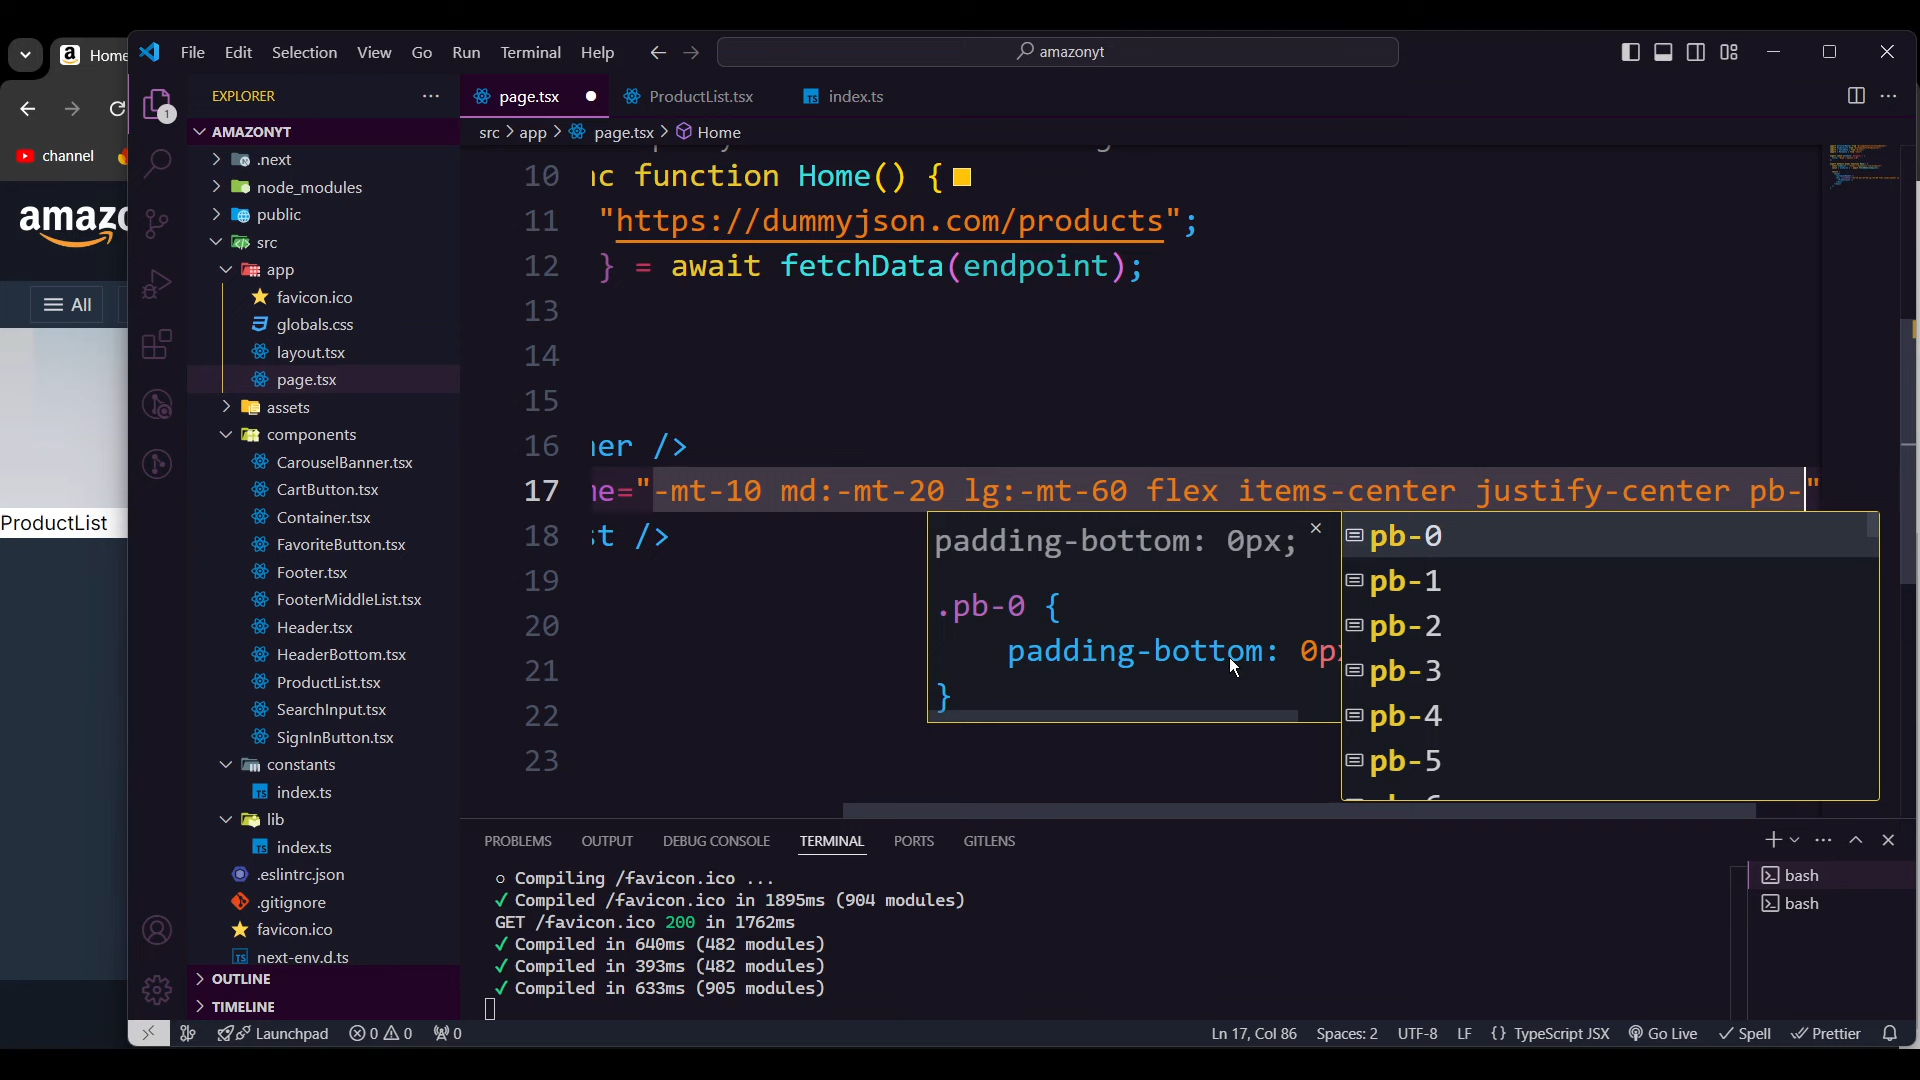 Home
File Edit Selection View Go Run Terminal Help
amazonyt
channel
All
ProductList
EXPLORER
AMAZONYT
.next
node_modules
public
src
app
favicon.ico
globals.css
layout.tsx
page.tsx
assets
components
CarouselBanner.tsx
CartButton.tsx
Container.tsx
FavoriteButton.tsx
Footer.tsx
FooterMiddleList.tsx
Header.tsx
HeaderBottom.tsx
ProductList.tsx
SearchInput.tsx
SignInButton.tsx
constants
index.ts
lib
index.ts
.eslintrc.json
.gitignore
favicon.ico
next-env.d.ts
OUTLINE
TIMELINE
1
page.tsx ProductList.tsx index.ts
src > app > page.tsx > Home
10 nc function Home() {
11 "https://dummyjson.com/products";
12 } = await fetchData(endpoint);
13
14
15
16 ner />
17 me="-mt-10 md:-mt-20 lg:-mt-60 flex items-center justify-center pb-"
18 st />
19
20
21
22
23
padding-bottom: 0px;
.pb-0 {
padding-bottom: 0px
}
pb-0
pb-1
pb-2
pb-3
pb-4
pb-5
PROBLEMS OUTPUT DEBUG CONSOLE TERMINAL PORTS GITLENS
○ Compiling /favicon.ico ...
✓ Compiled /favicon.ico in 1895ms (904 modules)
GET /favicon.ico 200 in 1762ms
✓ Compiled in 640ms (482 modules)
✓ Compiled in 393ms (482 modules)
✓ Compiled in 633ms (905 modules)
bash
bash
Launchpad 0 0 0 Ln 17, Col 86 Spaces: 2 UTF-8 LF {} TypeScript JSX Go Live Spell Prettier